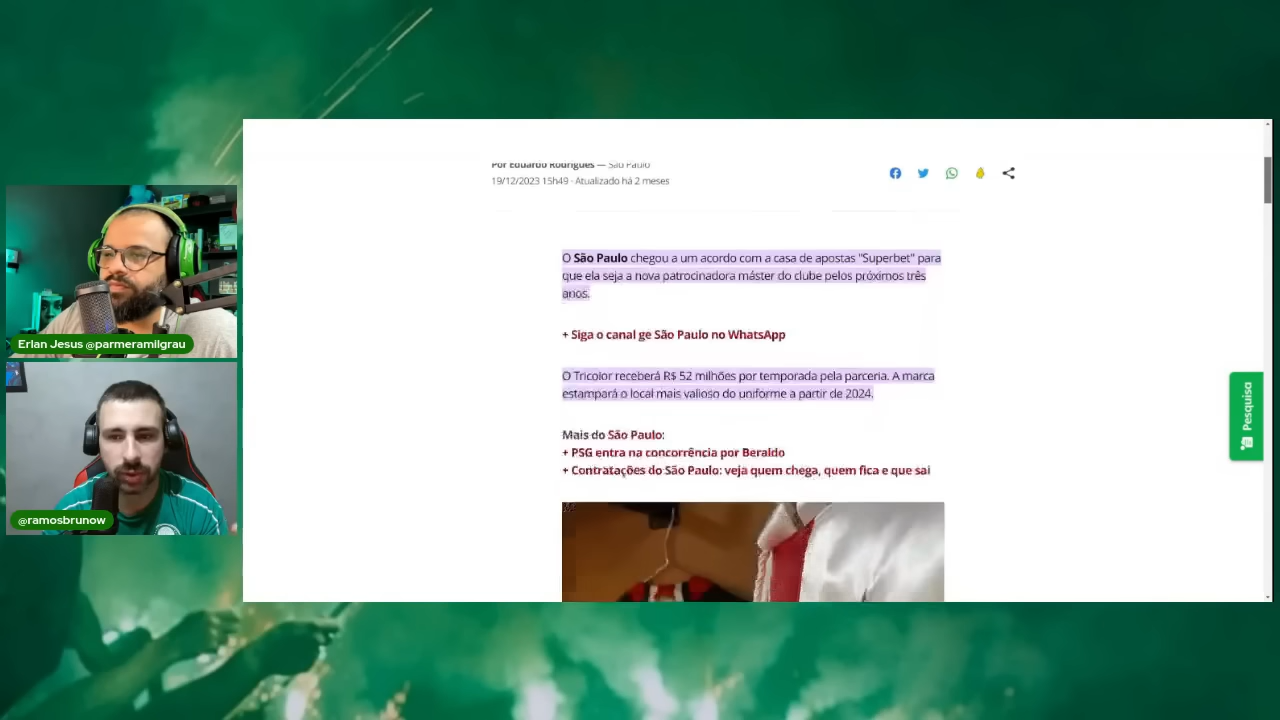 Por Eduardo Rodrigues — São Paulo
19/12/2023 15h49 · Atualizado há 2 meses
O São Paulo chegou a um acordo com a casa de apostas "Superbet" para
que ela seja a nova patrocinadora máster do clube pelos próximos três
anos.
+ Siga o canal ge São Paulo no WhatsApp
O Tricolor receberá R$ 52 milhões por temporada pela parceria. A marca
estampará o local mais valioso do uniforme a partir de 2024.
Mais do São Paulo:
+ PSG entra na concorrência por Beraldo
+ Contratações do São Paulo: veja quem chega, quem fica e que sai
Pesquisa
Erlan Jesus @parmeramilgrau
@ramosbrunow